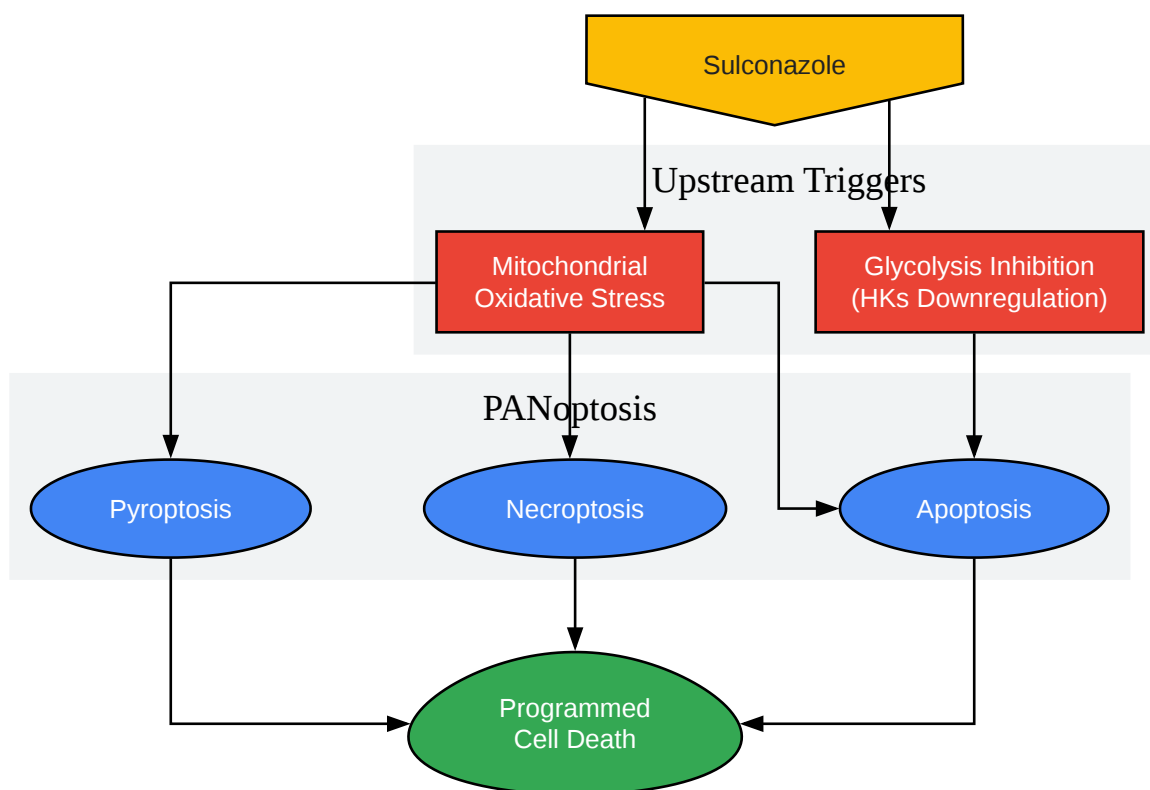 Sulconazole
Upstream Triggers
Mitochondrial
Oxidative Stress
Glycolysis Inhibition
(HKs Downregulation)
PANoptosis
Pyroptosis
Necroptosis
Apoptosis
Programmed
Cell Death